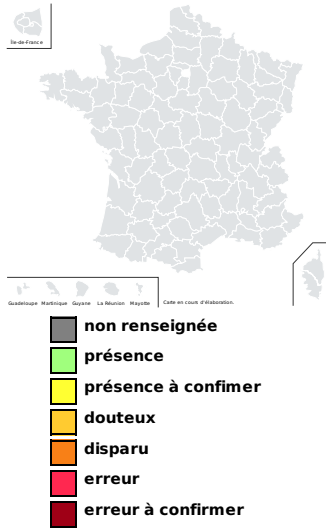 Île-de-France
Guadeloupe Martinique Guyane La Réunion Mayotte Carte en cours d'élaboration.
non renseignée
présence
présence à confimer
douteux
disparu
erreur
erreur à confirmer